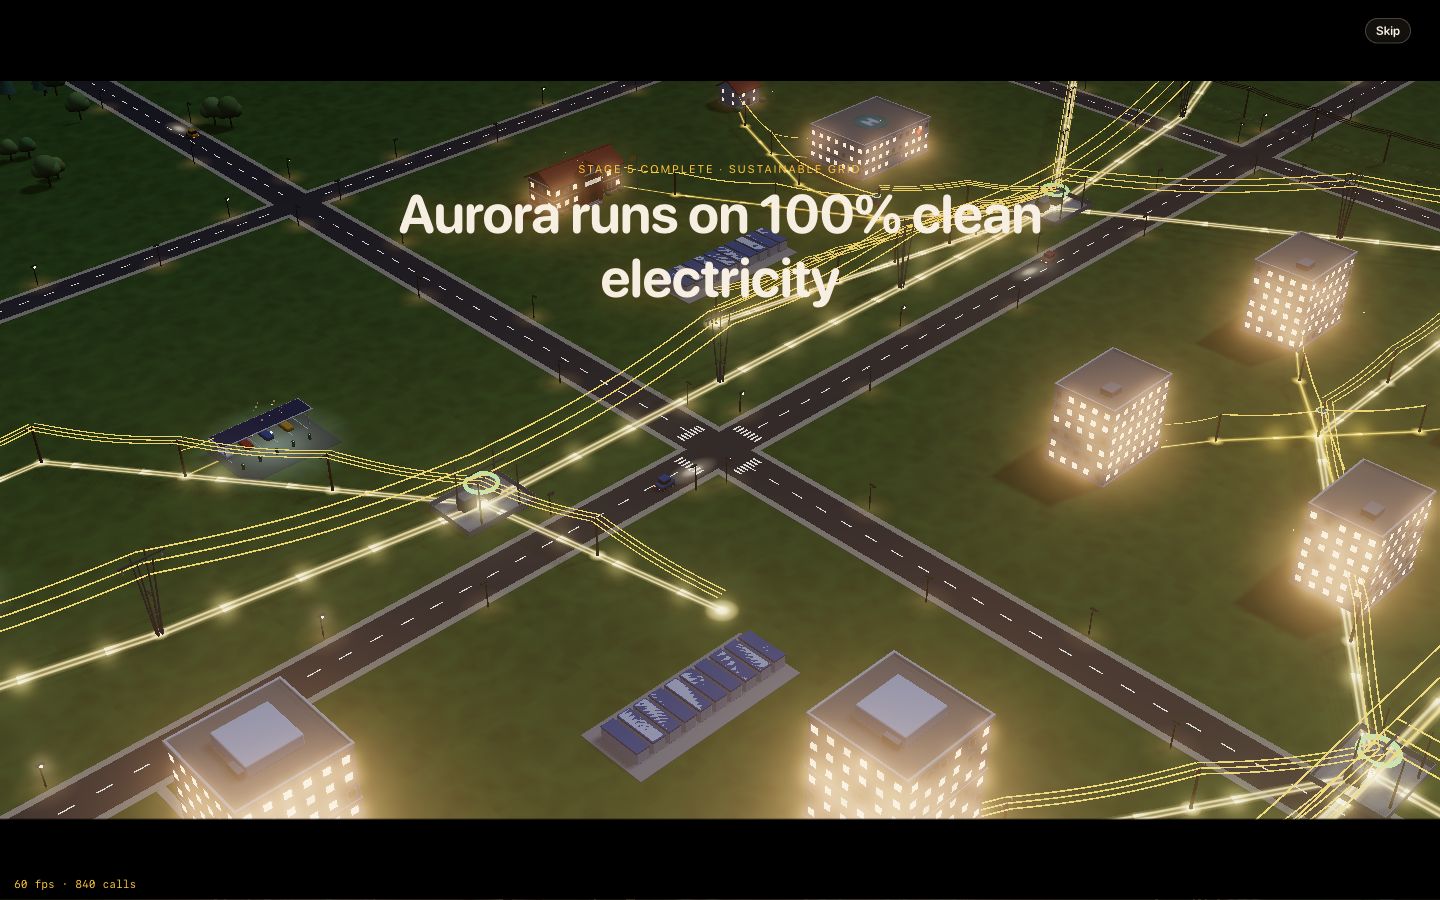 Skip
STAGE 5 COMPLETE · SUSTAINABLE GRID
Aurora runs on 100% clean
electricity
H
60 fps · 840 calls